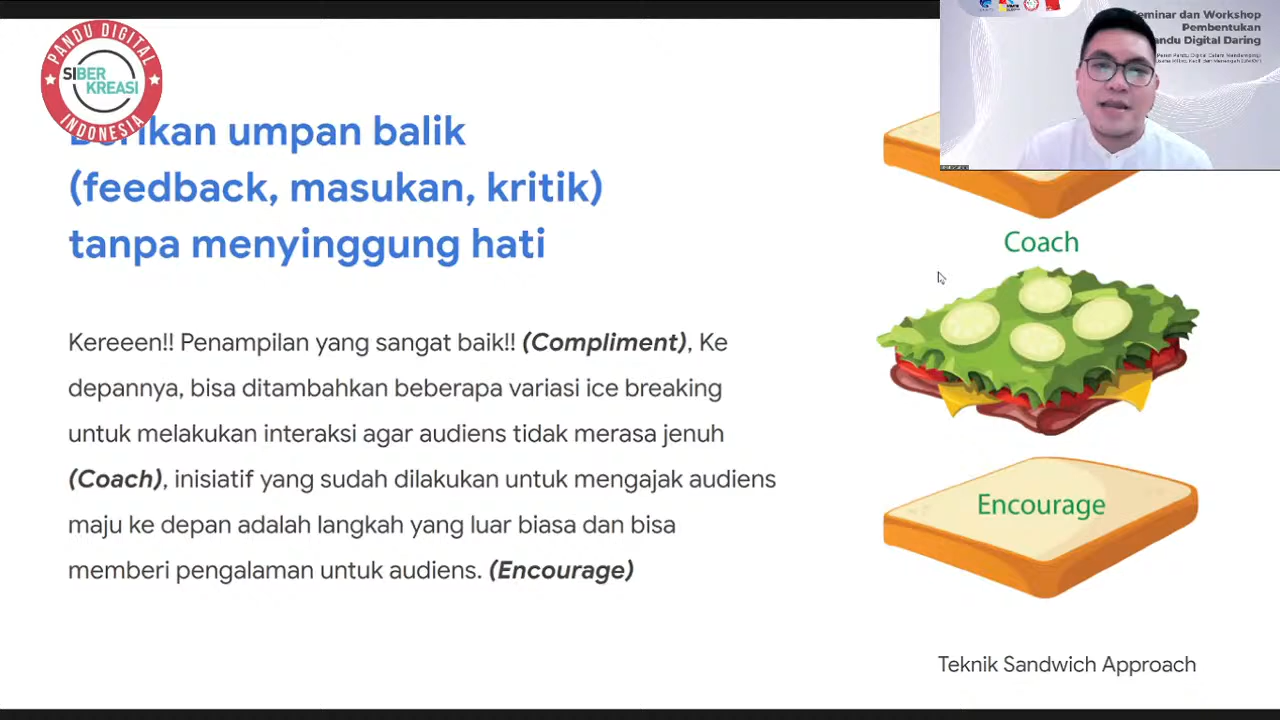 PANDU DIGITAL
SIBER
KREASI
INDONESIA
Seminar dan Workshop
Pembentukan
Pandu Digital Daring
Berikan umpan balik
(feedback, masukan, kritik)
tanpa menyinggung hati
Kereeen!! Penampilan yang sangat baik!! (Compliment), Ke
depannya, bisa ditambahkan beberapa variasi ice breaking
untuk melakukan interaksi agar audiens tidak merasa jenuh
(Coach), inisiatif yang sudah dilakukan untuk mengajak audiens
maju ke depan adalah langkah yang luar biasa dan bisa
memberi pengalaman untuk audiens. (Encourage)
Coach
Encourage
Teknik Sandwich Approach